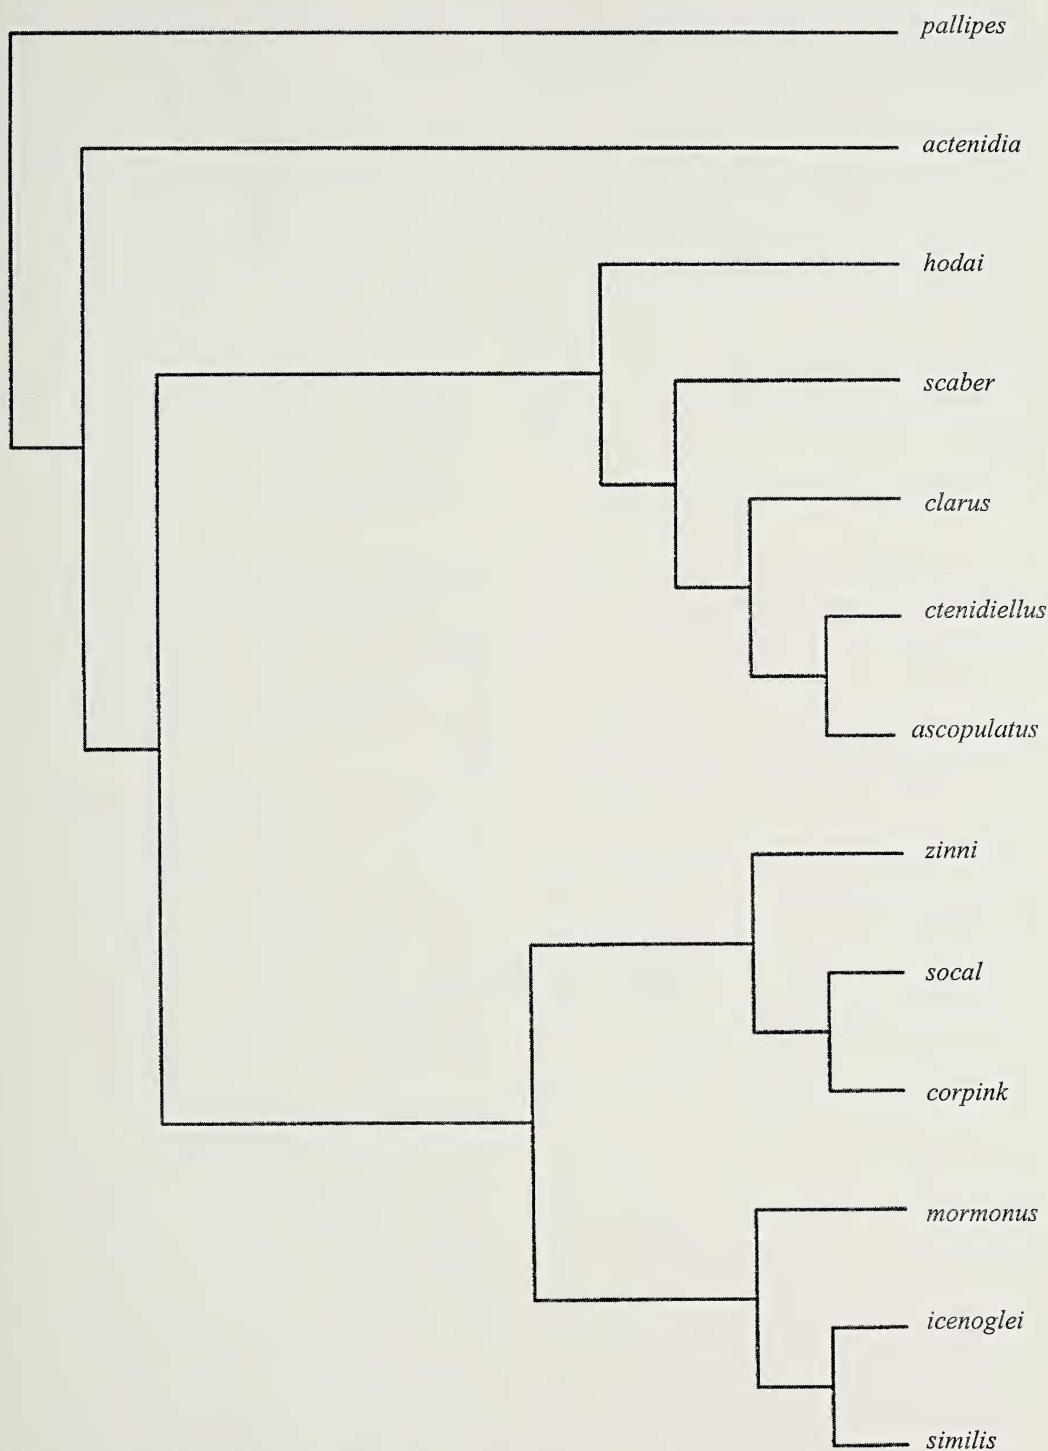 pallipes
actenidia
hodai
scaber
clarus
ctenidiellus
ascopulatus
zinni
socal
corpink
mormonus
icenoglei
similis